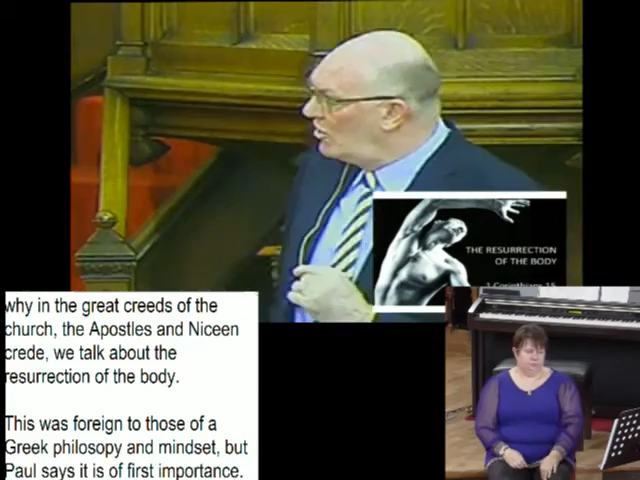 THE RESURRECTION
OF THE BODY
1 Corinthians 15
why in the great creeds of the
church, the Apostles and Niceen
crede, we talk about the
resurrection of the body.
This was foreign to those of a
Greek philosopy and mindset, but
Paul says it is of first importance.